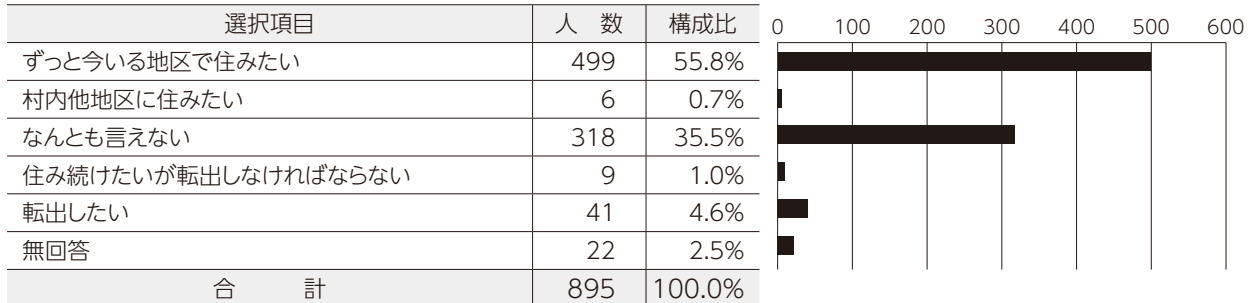 選択項目 人 数 構成比
ずっと今いる地区で住みたい 499 55.8%
村内他地区に住みたい 6 0.7%
なんとも言えない 318 35.5%
住み続けたいが転出しなければならない 9 1.0%
転出したい 41 4.6%
無回答 22 2.5%
合 計 895 100.0%
0 100 200 300 400 500 600